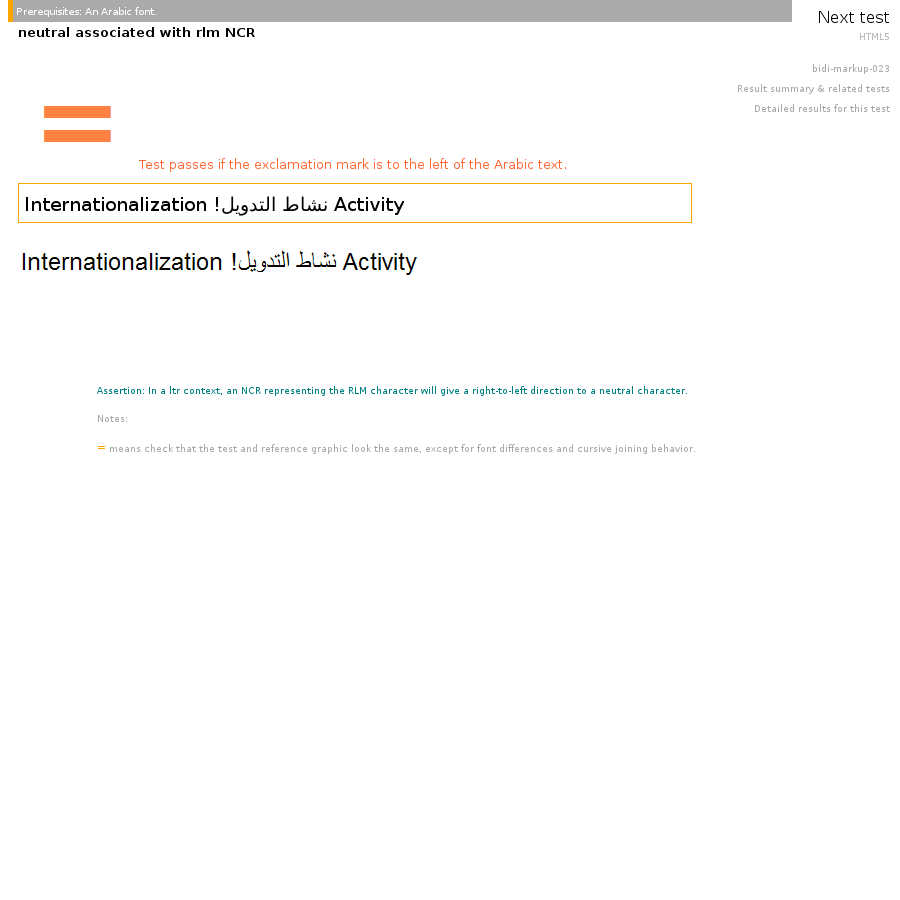 Prerequisites: An Arabic font.
Next test
neutral associated with rlm NCR
HTML5
bidi-markup-023
Result summary & related tests
Detailed results for this test
Test passes if the exclamation mark is to the left of the Arabic text.
Internationalization نشاط التدويل!‏ Activity
Internationalization نشاط التدويل!‏ Activity
Assertion: In a ltr context, an NCR representing the RLM character will give a right-to-left direction to a neutral character.
Notes:
= means check that the test and reference graphic look the same, except for font differences and cursive joining behavior.